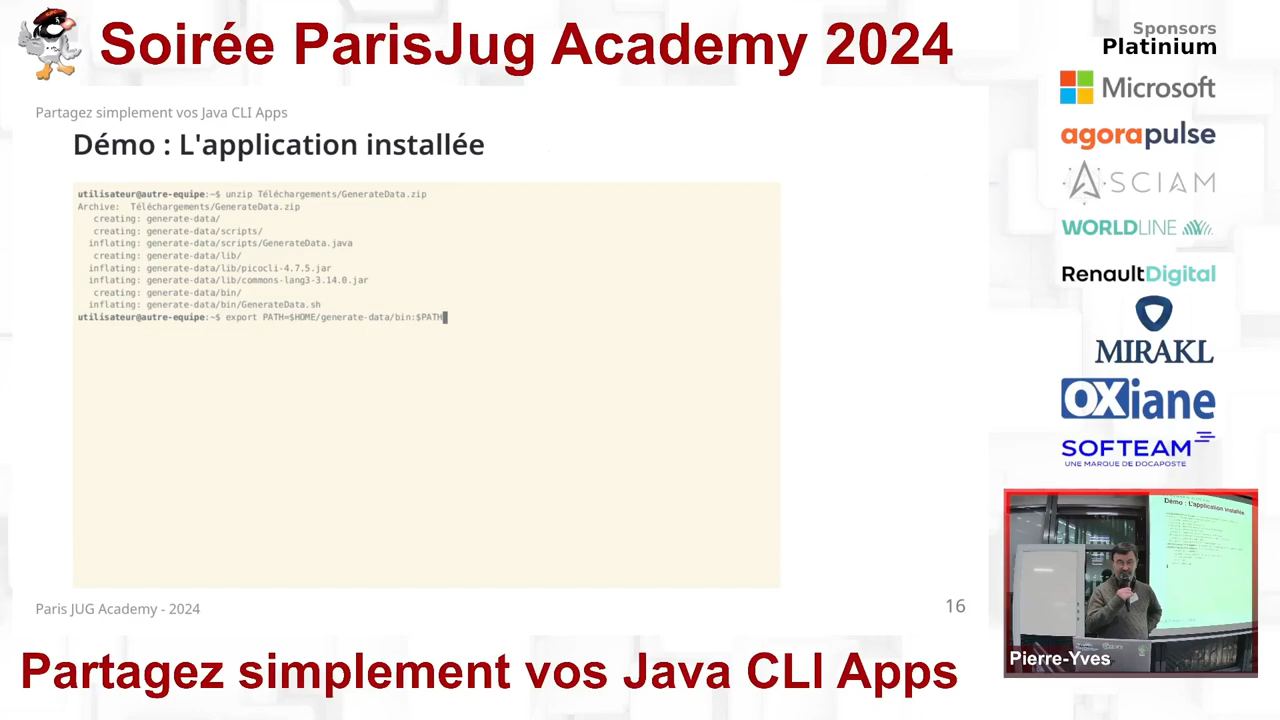 Soirée ParisJug Academy 2024
Sponsors
Platinium
Microsoft
agorapulse
ASCIAM
WORLDLINE
RenaultDigital
MIRAKL
OXiane
SOFTEAM
UNE MARQUE DE DOCAPOSTE
Partagez simplement vos Java CLI Apps
Démo : L'application installée
utilisateur@autre-equipe:~$ unzip Téléchargements/GenerateData.zip
Archive:  Téléchargements/GenerateData.zip
   creating: generate-data/
   creating: generate-data/scripts/
  inflating: generate-data/scripts/GenerateData.java
   creating: generate-data/lib/
  inflating: generate-data/lib/picocli-4.7.5.jar
  inflating: generate-data/lib/commons-lang3-3.14.0.jar
   creating: generate-data/bin/
  inflating: generate-data/bin/GenerateData.sh
utilisateur@autre-equipe:~$ export PATH=$HOME/generate-data/bin:$PATH
Paris JUG Academy - 2024
16
Démo : L'application installée
Pierre-Yves
Partagez simplement vos Java CLI Apps